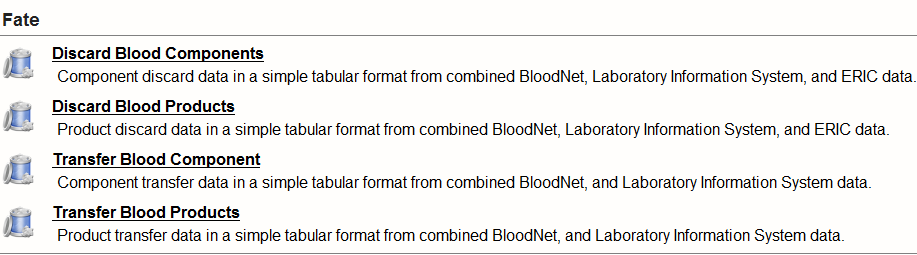 Fate
Discard Blood Components
Component discard data in a simple tabular format from combined BloodNet, Laboratory Information System, and ERIC data.
Discard Blood Products
Product discard data in a simple tabular format from combined BloodNet, Laboratory Information System, and ERIC data.
Transfer Blood Component
Component transfer data in a simple tabular format from combined BloodNet, and Laboratory Information System data.
Transfer Blood Products
Product transfer data in a simple tabular format from combined BloodNet, and Laboratory Information System data.